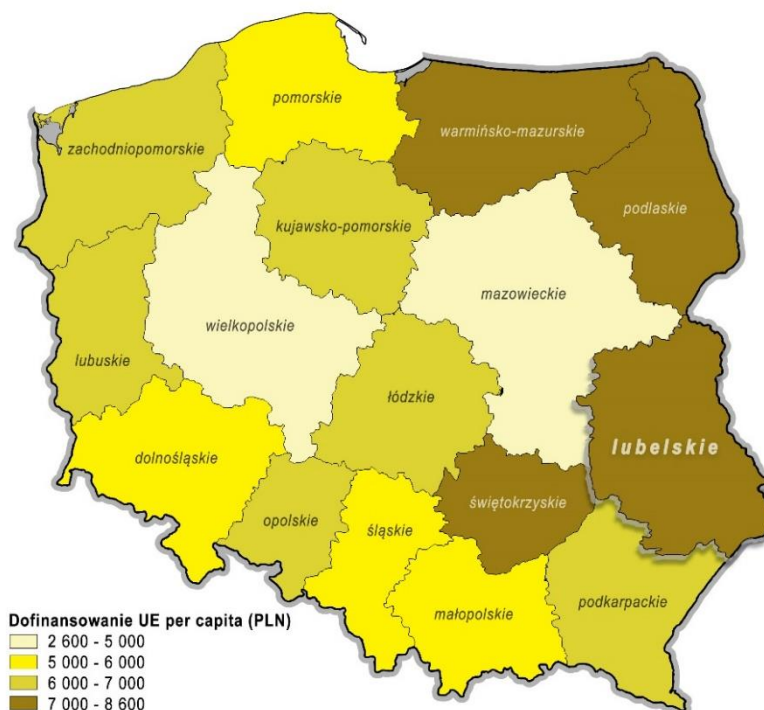 pomorskie
warmińsko-mazurskie
zachodniopomorskie
podlaskie
kujawsko-pomorskie
mazowieckie
wielkopolskie
lubuskie
łódzkie
lubelskie
dolnośląskie
świętokrzyskie
opolskie
śląskie
podkarpackie
małopolskie
Dofinansowanie UE per capita (PLN)
2 600 - 5 000
5 000 - 6 000
6 000 - 7 000
7 000 - 8 600